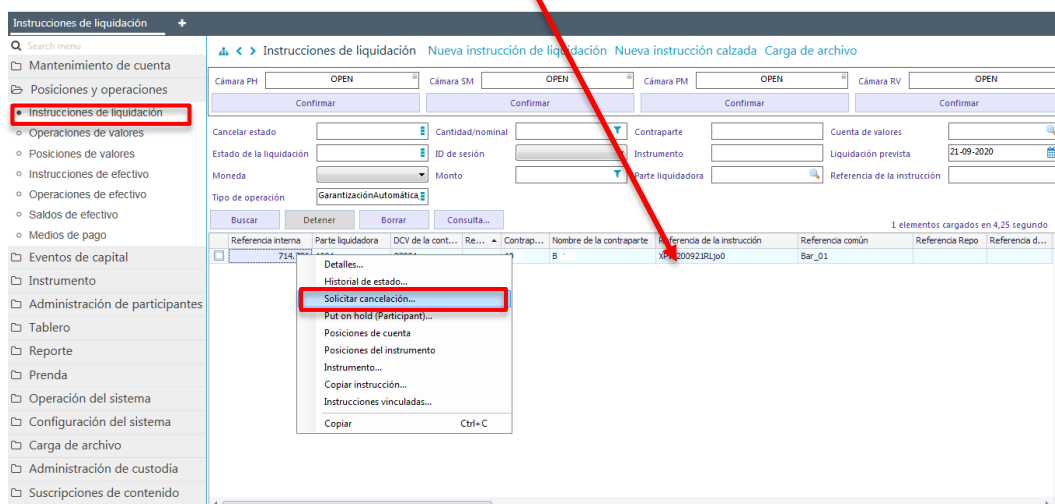 Instrucciones de liquidación +
Search menu
Mantenimiento de cuenta
Posiciones y operaciones
Instrucciones de liquidación
Operaciones de valores
Posiciones de valores
Instrucciones de efectivo
Operaciones de efectivo
Saldos de efectivo
Medios de pago
Eventos de capital
Instrumento
Administración de participantes
Tablero
Reporte
Prenda
Operación del sistema
Configuración del sistema
Carga de archivo
Administración de custodia
Suscripciones de contenido
Instrucciones de liquidación Nueva instrucción de liquidación Nueva instrucción calzada Carga de archivo
Cámara PH OPEN Cámara SM OPEN Cámara PM OPEN Cámara RV OPEN
Confirmar Confirmar Confirmar Confirmar
Cancelar estado Cantidad/nominal Contraparte Cuenta de valores
Estado de la liquidación ID de sesión Instrumento Liquidación prevista 21-09-2020
Moneda Monto Parte liquidadora Referencia de la instrucción
Tipo de operación GarantizaciónAutomática,
Buscar Detener Borrar Consulta...
1 elementos cargados en 4,25 segundo
Referencia interna Parte liquidadora DCV de la cont... Re... Contrap... Nombre de la contraparte Referencia de la instrucción Referencia común Referencia Repo Referencia d...
714. B Bar_01
Detalles...
Historial de estado...
Solicitar cancelación...
Put on hold (Participant)...
Posiciones de cuenta
Posiciones del instrumento
Instrumento...
Copiar instrucción...
Instrucciones vinculadas...
Copiar Ctrl+C